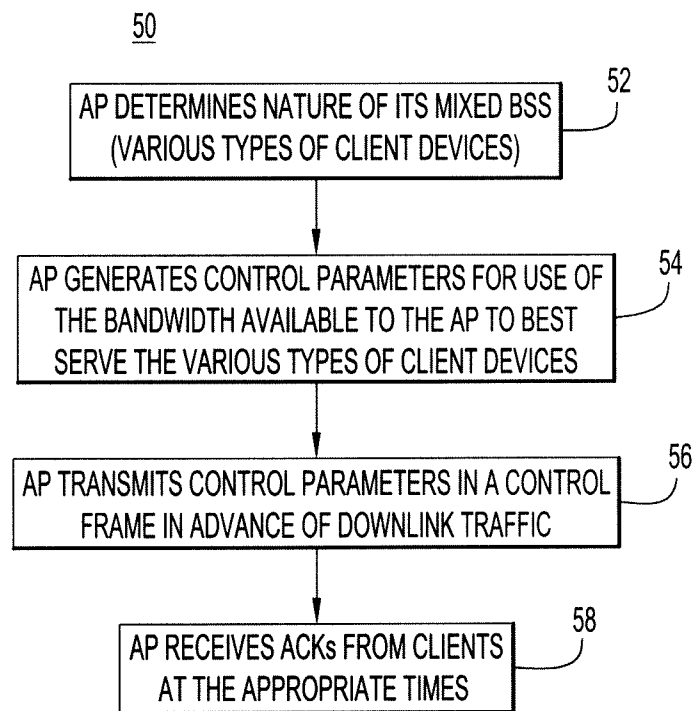 50
AP DETERMINES NATURE OF ITS MIXED BSS
(VARIOUS TYPES OF CLIENT DEVICES)
52
AP GENERATES CONTROL PARAMETERS FOR USE OF
THE BANDWIDTH AVAILABLE TO THE AP TO BEST
SERVE THE VARIOUS TYPES OF CLIENT DEVICES
54
AP TRANSMITS CONTROL PARAMETERS IN A CONTROL
FRAME IN ADVANCE OF DOWNLINK TRAFFIC
56
AP RECEIVES ACKs FROM CLIENTS
AT THE APPROPRIATE TIMES
58